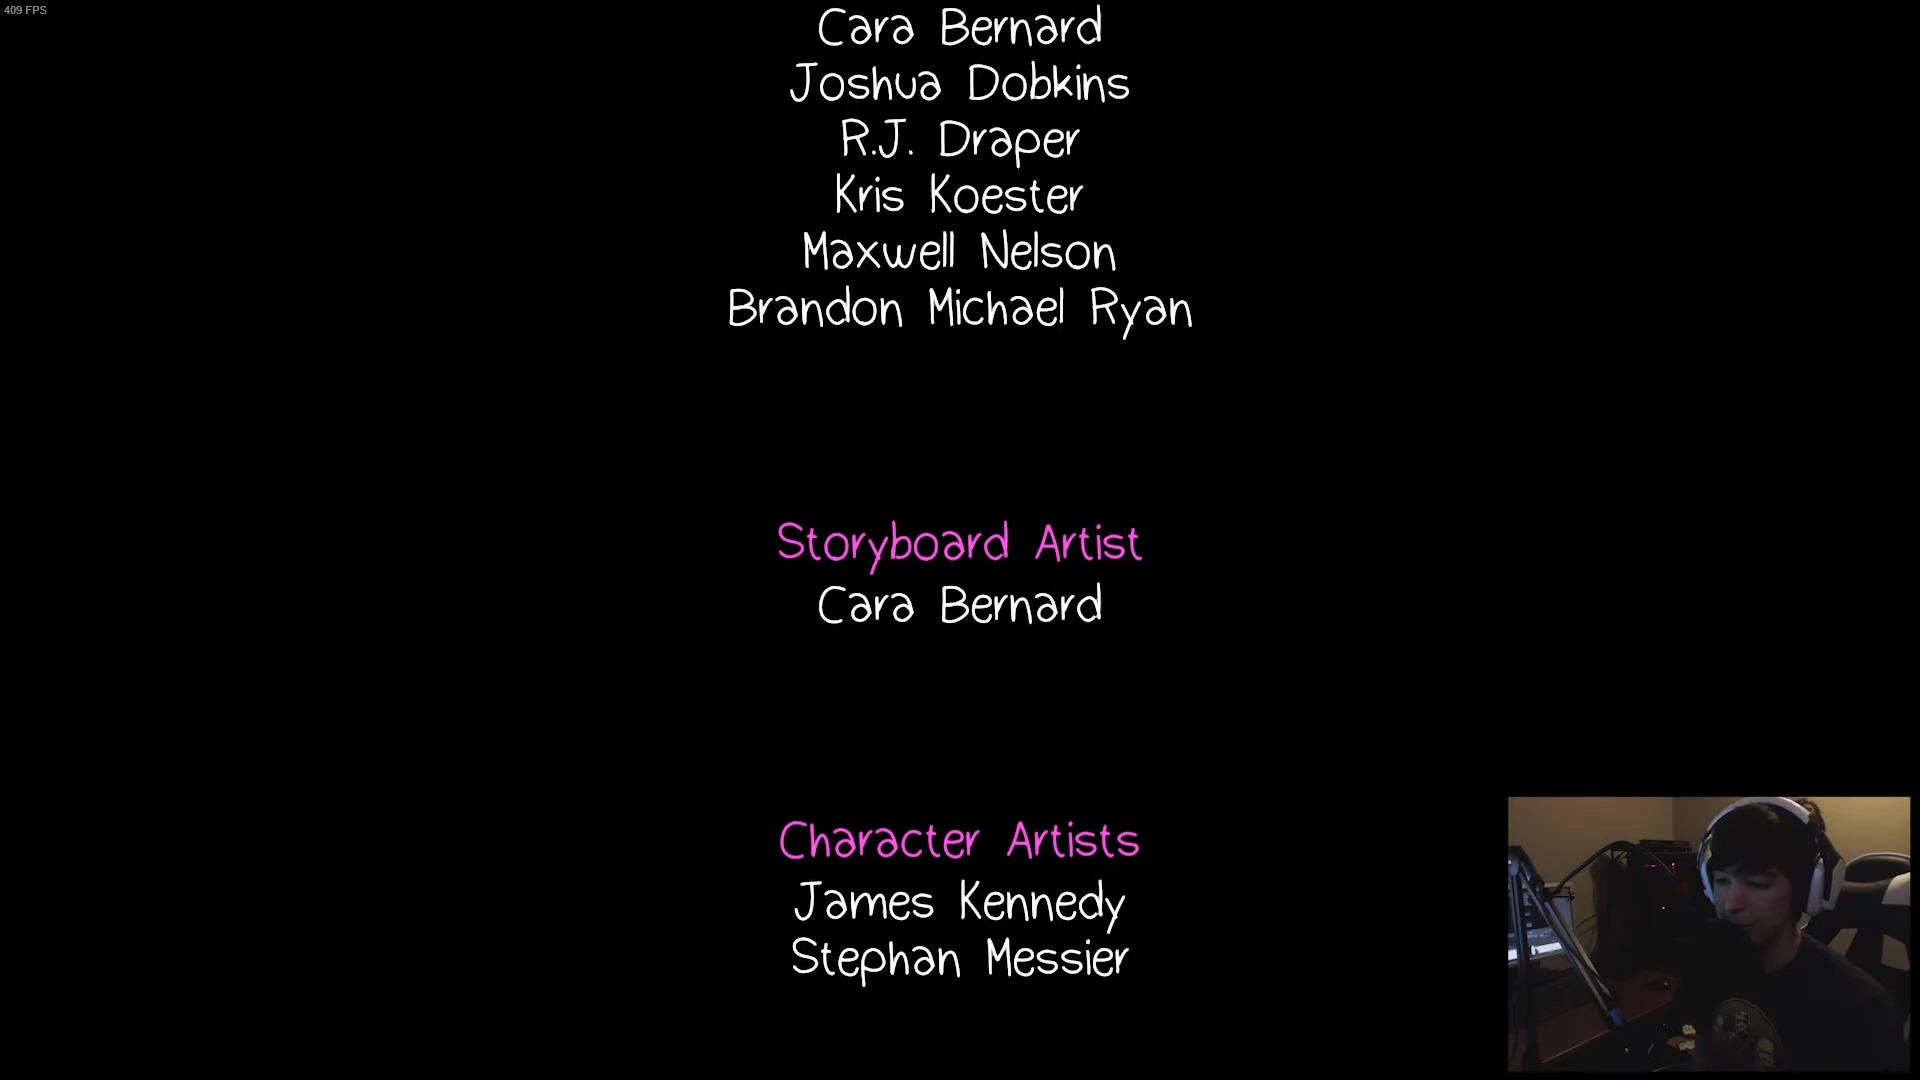 409 FPS
Cara Bernard
Joshua Dobkins
R.J. Draper
Kris Koester
Maxwell Nelson
Brandon Michael Ryan
Storyboard Artist
Cara Bernard
Character Artists
James Kennedy
Stephan Messier